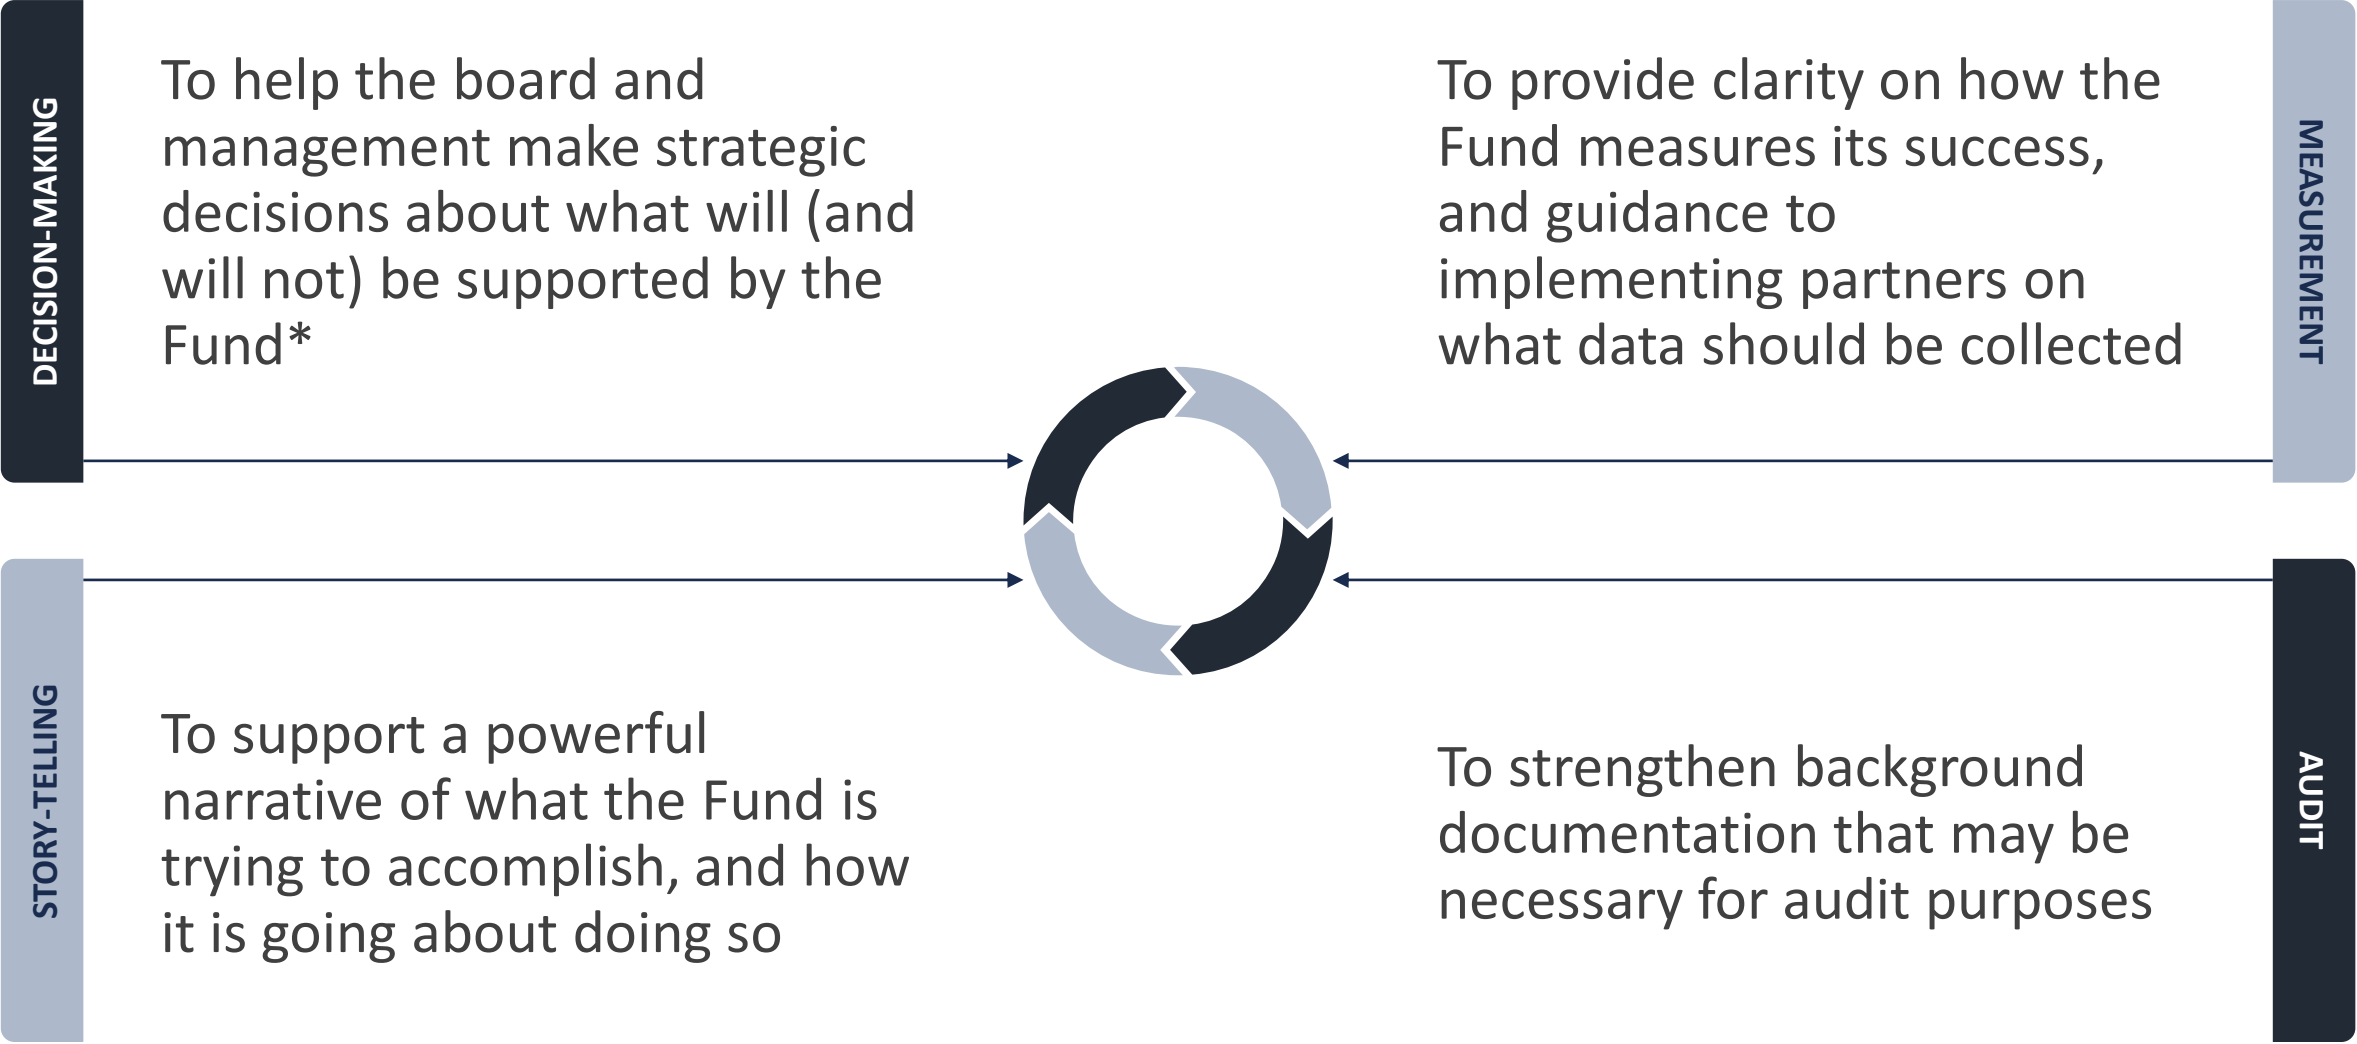 DECISION-MAKING
To help the board and
management make strategic
decisions about what will (and
will not) be supported by the
Fund*
MEASUREMENT
To provide clarity on how the
Fund measures its success,
and guidance to
implementing partners on
what data should be collected
STORY-TELLING
To support a powerful
narrative of what the Fund is
trying to accomplish, and how
it is going about doing so
AUDIT
To strengthen background
documentation that may be
necessary for audit purposes